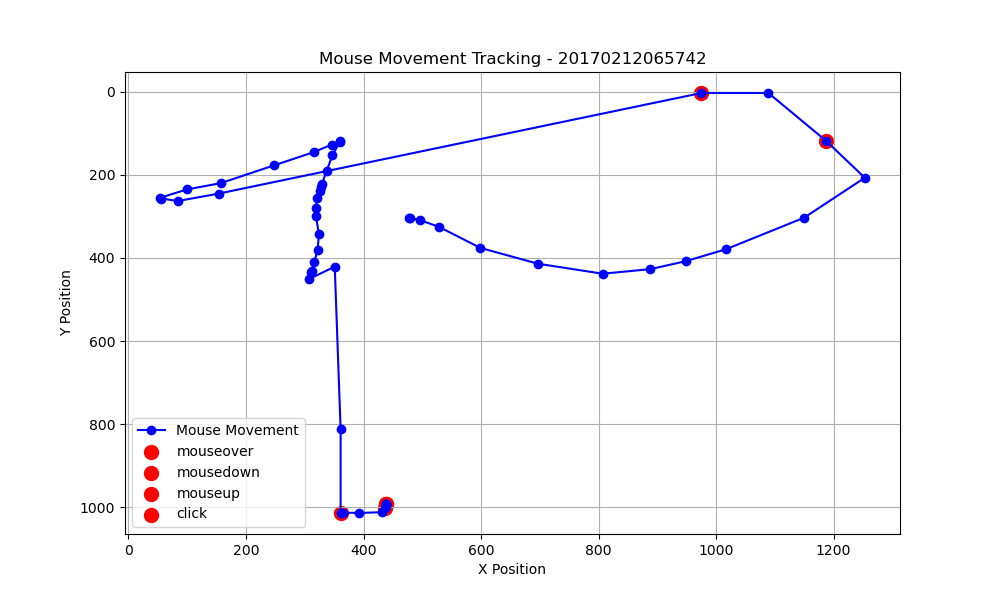 Mouse Movement Tracking - 20170212065742
Y Position
0
200
400
600
800
1000
Mouse Movement
mouseover
mousedown
mouseup
click
0 200 400 600 800 1000 1200
X Position